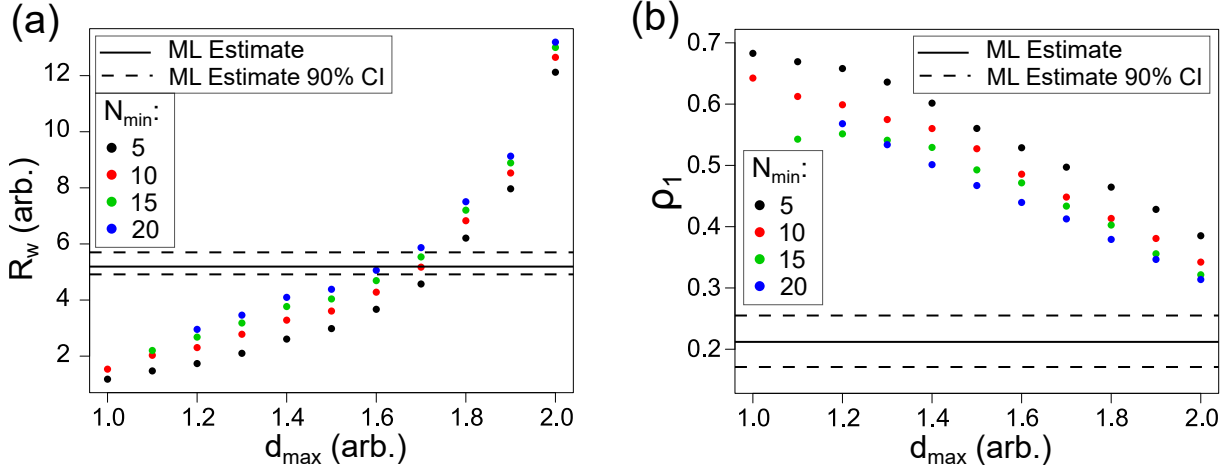 (a)
ML Estimate
ML Estimate 90% CI
N_min:
5
10
15
20
R_w (arb.)
12
10
8
6
4
2
1.0 1.2 1.4 1.6 1.8 2.0
d_max (arb.)
(b)
ML Estimate
ML Estimate 90% CI
N_min:
5
10
15
20
ρ_1
0.7
0.6
0.5
0.4
0.3
0.2
1.0 1.2 1.4 1.6 1.8 2.0
d_max (arb.)